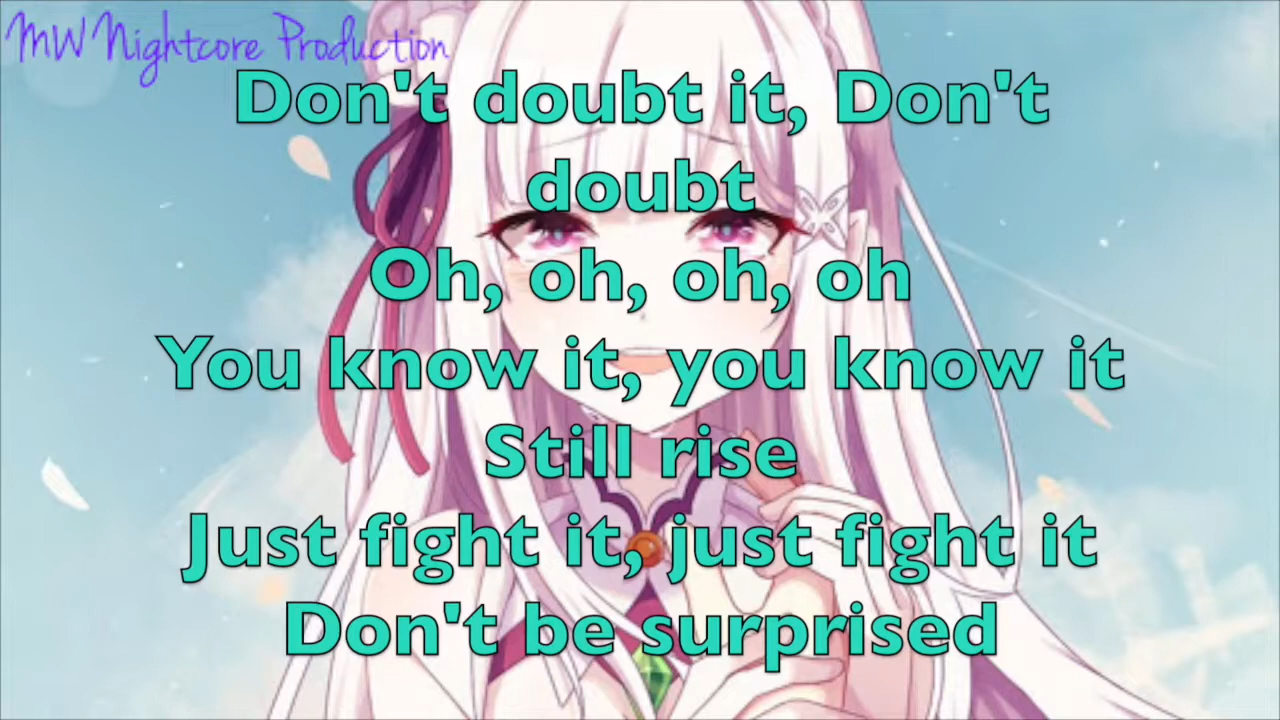 MW Nightcore Production
Don't doubt it, Don't
doubt
Oh, oh, oh, oh
You know it, you know it
Still rise
Just fight it, just fight it
Don't be surprised